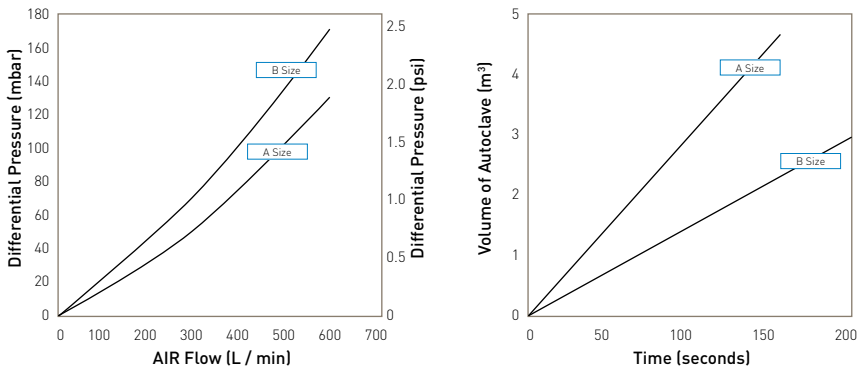 Differential Pressure (mbar)
180
160
140
120
100
80
60
40
20
0
B Size
A Size
2.5
2.0
1.5
1.0
0.5
0
Differential Pressure (psi)
0 100 200 300 400 500 600 700
AIR Flow (L / min)
Volume of Autoclave (m³)
5
4
3
2
1
0
A Size
B Size
0 50 100 150 200
Time (seconds)